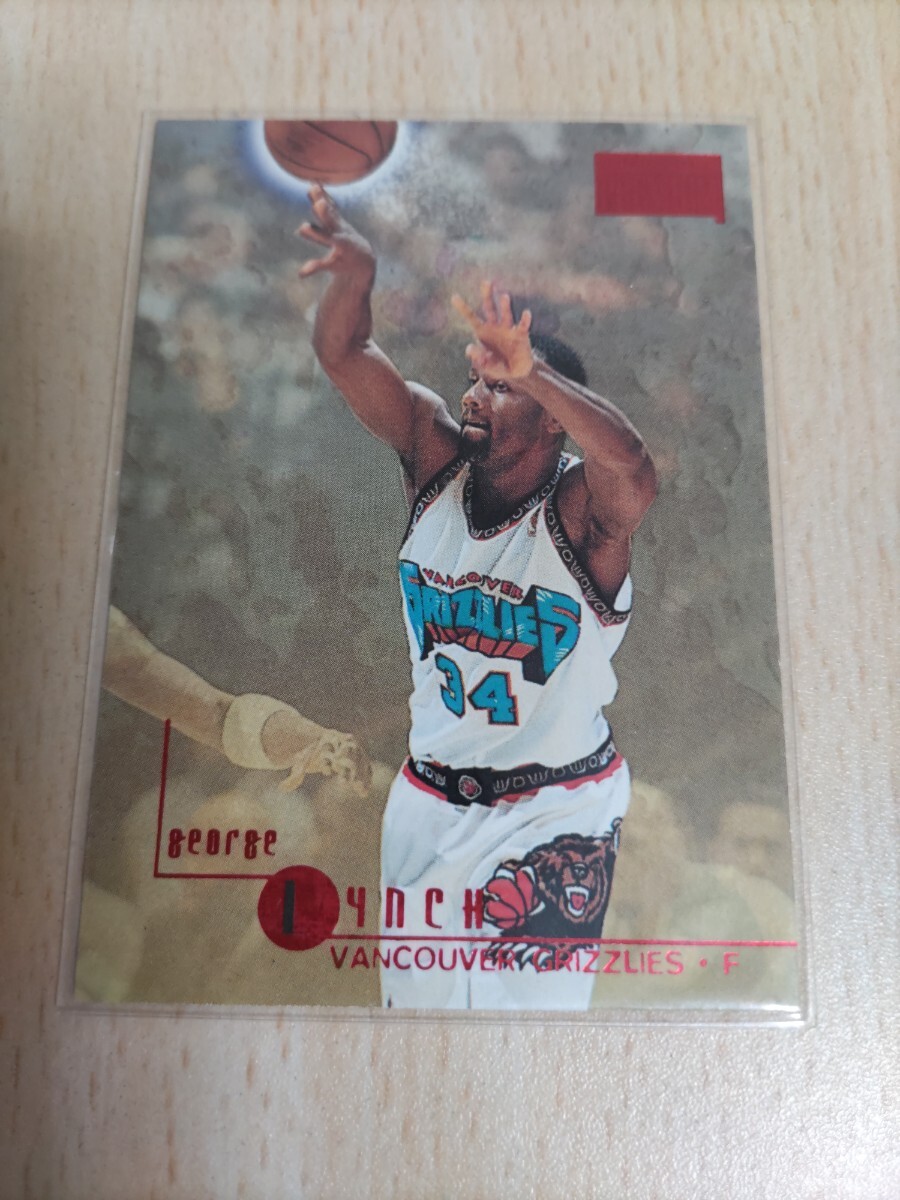 VANCOUVER
GRIZZLIES
34
george
lYNCH
VANCOUVER GRIZZLIES • F